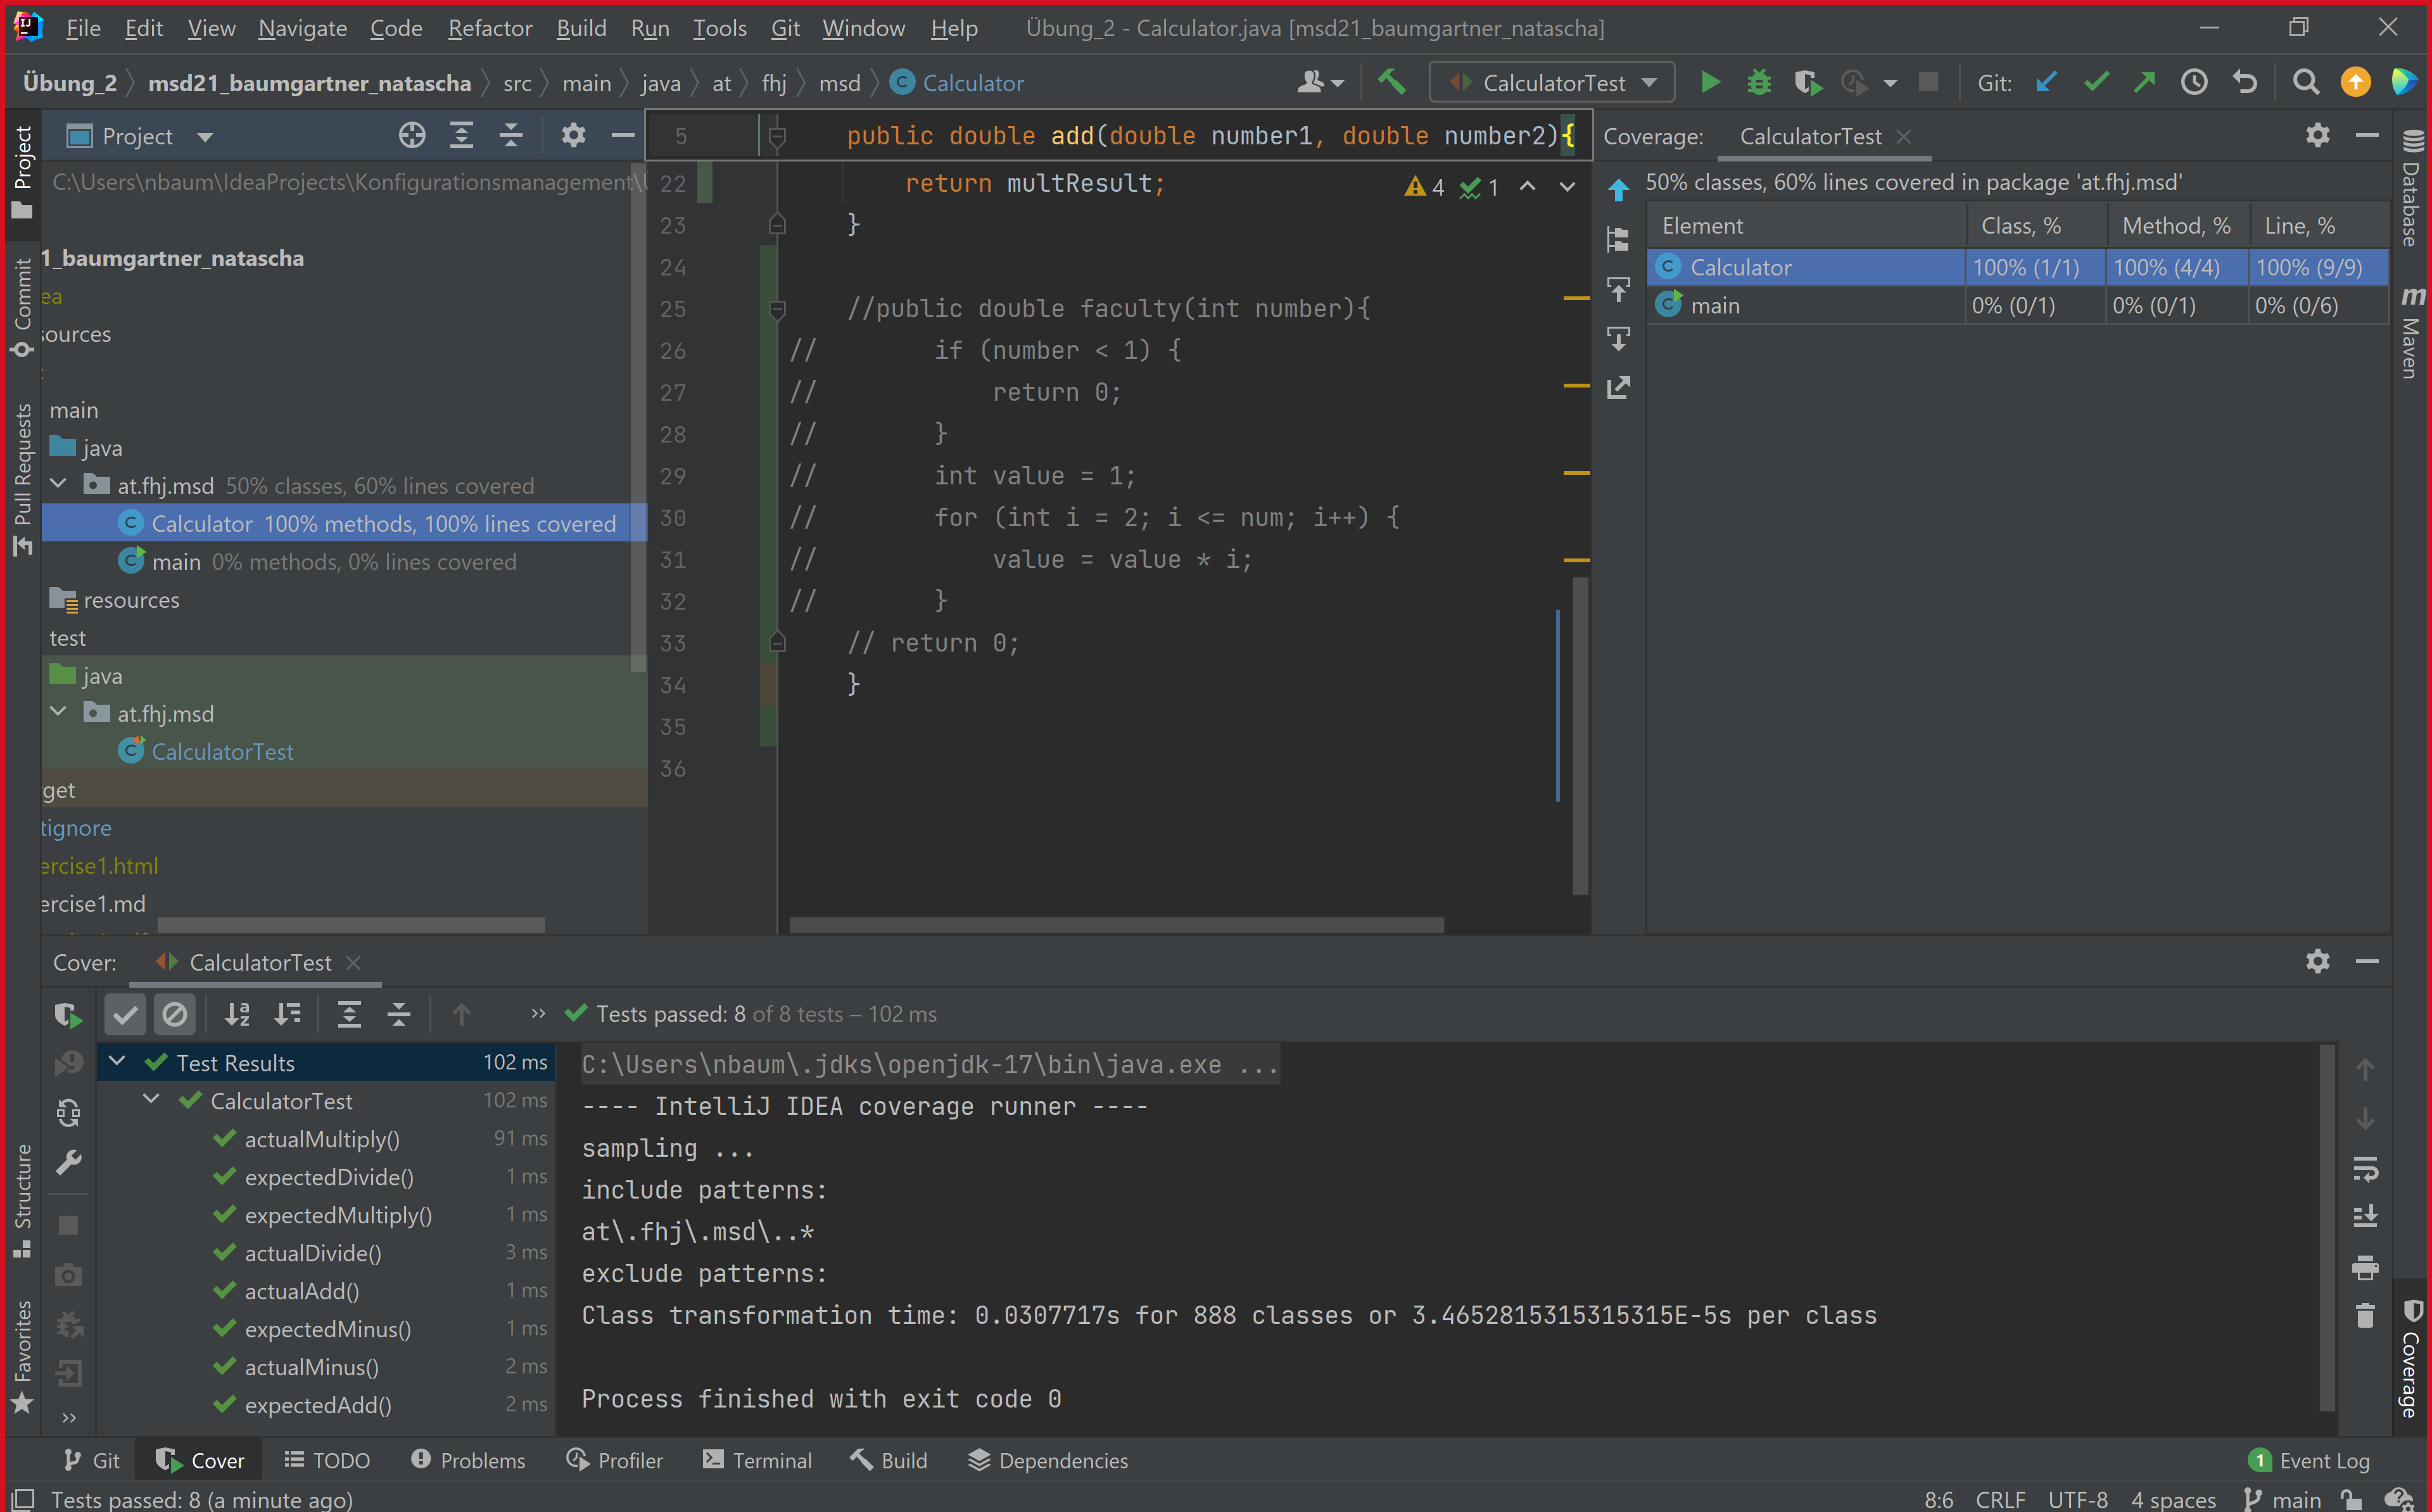 File Edit View Navigate Code Refactor Build Run Tools Git Window Help Übung_2 - Calculator.java [msd21_baumgartner_natascha]
Übung_2 msd21_baumgartner_natascha src main java at fhj msd Calculator CalculatorTest Git:
Project
Commit
Pull Requests
Structure
Favorites
Project
C:\Users\nbaum\IdeaProjects\Konfigurationsmanagement\
1_baumgartner_natascha
ea
sources
main
java
at.fhj.msd 50% classes, 60% lines covered
Calculator 100% methods, 100% lines covered
main 0% methods, 0% lines covered
resources
test
java
at.fhj.msd
CalculatorTest
get
tignore
ercise1.html
ercise1.md
5 public double add(double number1, double number2){
22 return multResult;
4 1
23 }
24
25 //public double faculty(int number){
26 // if (number < 1) {
27 // return 0;
28 // }
29 // int value = 1;
30 // for (int i = 2; i <= num; i++) {
31 // value = value * i;
32 // }
33 // return 0;
34 }
35
36
Coverage: CalculatorTest
50% classes, 60% lines covered in package 'at.fhj.msd'
Element Class, % Method, % Line, %
Calculator 100% (1/1) 100% (4/4) 100% (9/9)
main 0% (0/1) 0% (0/1) 0% (0/6)
Database
Maven
Coverage
Cover: CalculatorTest
Tests passed: 8 of 8 tests – 102 ms
Test Results 102 ms
CalculatorTest 102 ms
actualMultiply() 91 ms
expectedDivide() 1 ms
expectedMultiply() 1 ms
actualDivide() 3 ms
actualAdd() 1 ms
expectedMinus() 1 ms
actualMinus() 2 ms
expectedAdd() 2 ms
C:\Users\nbaum\.jdks\openjdk-17\bin\java.exe ...
---- IntelliJ IDEA coverage runner ----
sampling ...
include patterns:
at\.fhj\.msd\..*
exclude patterns:
Class transformation time: 0.0307717s for 888 classes or 3.4652815315315315E-5s per class
Process finished with exit code 0
Git Cover TODO Problems Profiler Terminal Build Dependencies 1 Event Log
Tests passed: 8 (a minute ago) 8:6 CRLF UTF-8 4 spaces main